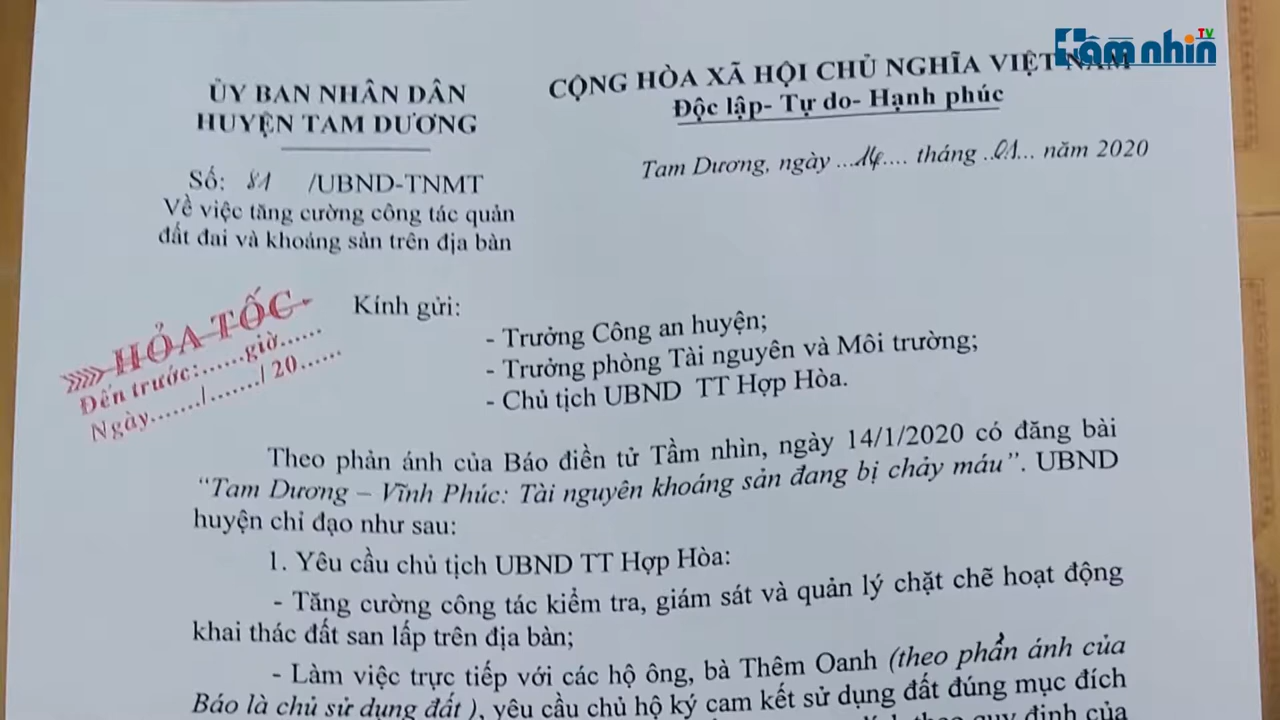 Tầm nhìn TV
ỦY BAN NHÂN DÂN
HUYỆN TAM DƯƠNG
CỘNG HÒA XÃ HỘI CHỦ NGHĨA VIỆT NAM
Độc lập- Tự do- Hạnh phúc
Số: 81 /UBND-TNMT
Về việc tăng cường công tác quản
đất đai và khoáng sản trên địa bàn
Tam Dương, ngày ...14.... tháng ..01... năm 2020
HỎA TỐC
Đến trước:......giờ......
Ngày......./......./ 20......
Kính gửi:
- Trưởng Công an huyện;
- Trưởng phòng Tài nguyên và Môi trường;
- Chủ tịch UBND TT Hợp Hòa.
Theo phản ánh của Báo điền tử Tầm nhìn, ngày 14/1/2020 có đăng bài
“Tam Dương – Vĩnh Phúc: Tài nguyên khoáng sản đang bị chảy máu”. UBND
huyện chỉ đạo như sau:
1. Yêu cầu chủ tịch UBND TT Hợp Hòa:
- Tăng cường công tác kiểm tra, giám sát và quản lý chặt chẽ hoạt động
khai thác đất san lấp trên địa bàn;
- Làm việc trực tiếp với các hộ ông, bà Thêm Oanh (theo phản ánh của
Báo là chủ sử dụng đất ), yêu cầu chủ hộ ký cam kết sử dụng đất đúng mục đích
theo quy định của